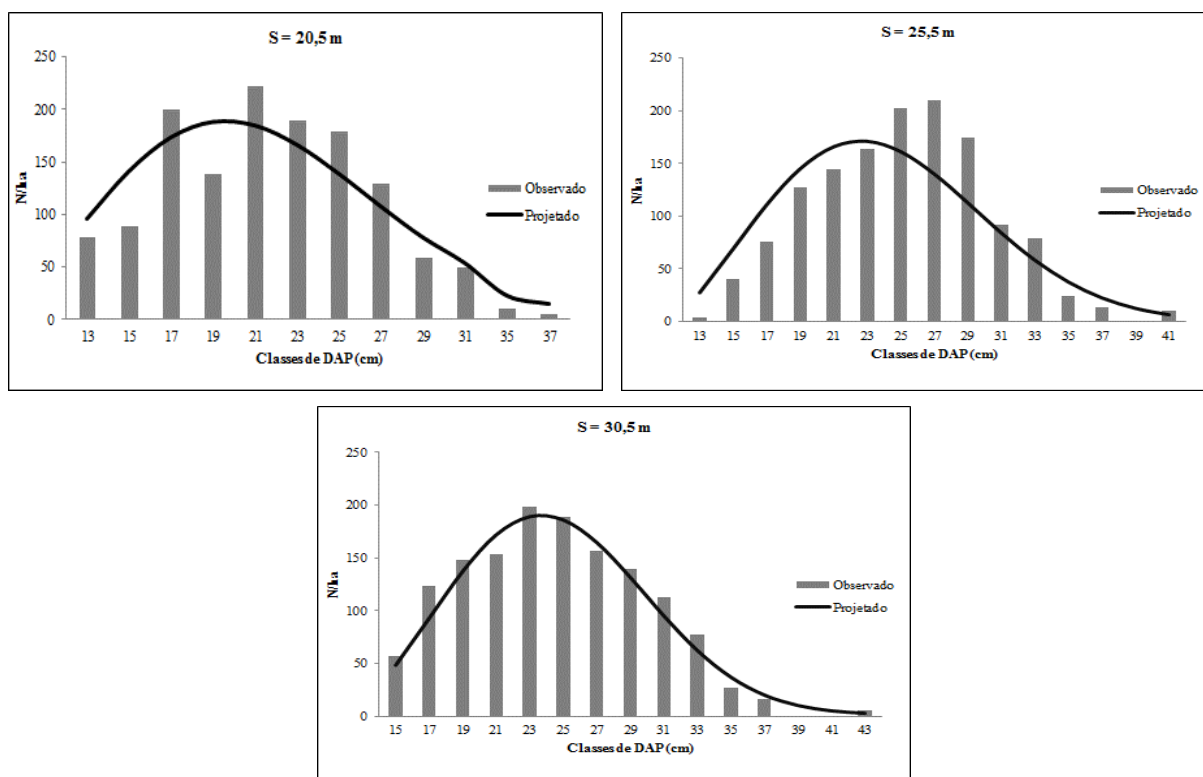 S = 20,5 m
250
200
150
100
50
0
N/ha
Observado
Projetado
13 15 17 19 21 23 25 27 29 31 35 37
Classes de DAP (cm)
S = 25,5 m
250
200
150
100
50
0
N/ha
Observado
Projetado
13 15 17 19 21 23 25 27 29 31 33 35 37 39 41
Classes de DAP (cm)
S = 30,5 m
250
200
150
100
50
0
N/ha
Observado
Projetado
15 17 19 21 23 25 27 29 31 33 35 37 39 41 43
Classes de DAP (cm)